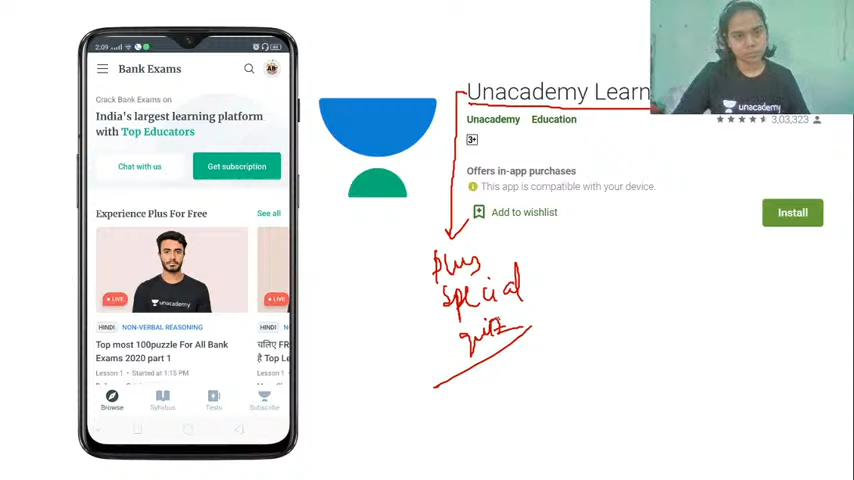 2:09
Bank Exams
Crack Bank Exams on
India's largest learning platform
with Top Educators
Chat with us
Get subscription
Experience Plus For Free
See all
LIVE
unacademy
LIVE
HINDI NON-VERBAL REASONING
HINDI
Top most 100puzzle For All Bank
Exams 2020 part 1
चलिए FR
है Top Le
Lesson 1 • Started at 1:15 PM
Lesson 1
Browse
Syllabus
Tests
Subscribe
Unacademy Learn
Unacademy Education
3,03,323
3+
Offers in-app purchases
This app is compatible with your device.
Add to wishlist
Install
plus
special
quiz
unacademy